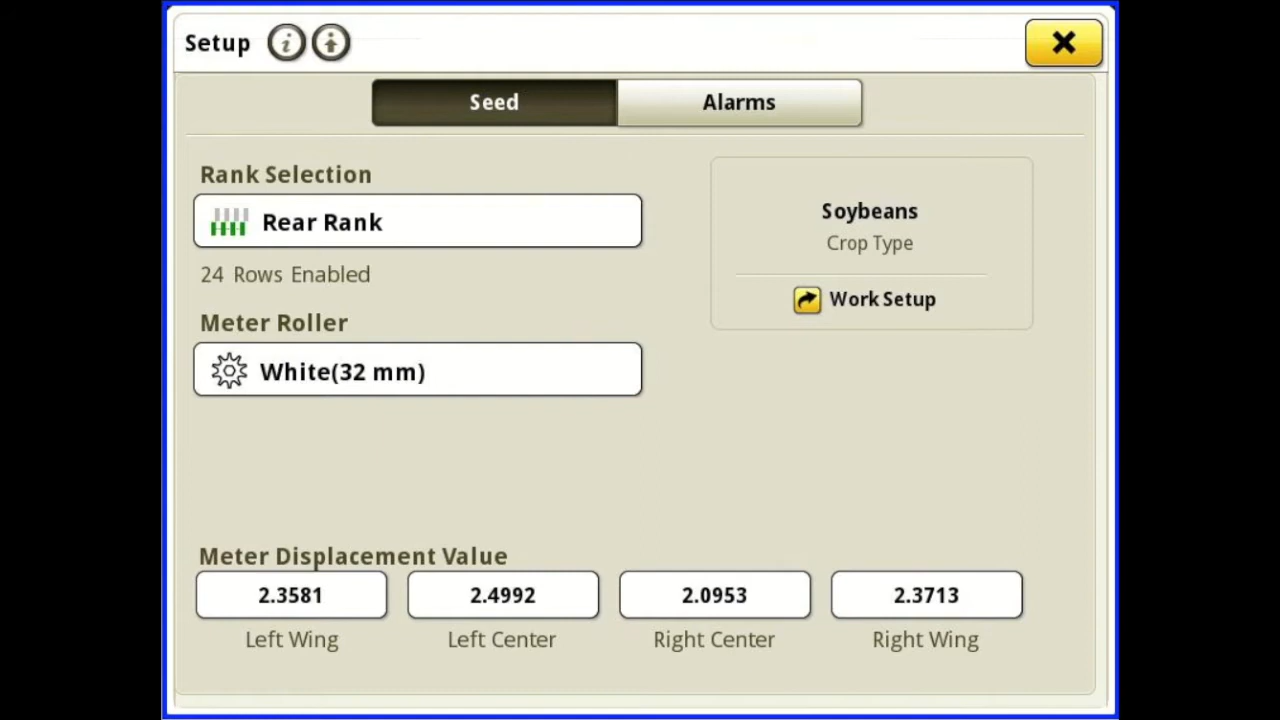 Setup
Seed
Alarms
Rank Selection
Rear Rank
24 Rows Enabled
Soybeans
Crop Type
Work Setup
Meter Roller
White(32 mm)
Meter Displacement Value
2.3581
2.4992
2.0953
2.3713
Left Wing
Left Center
Right Center
Right Wing